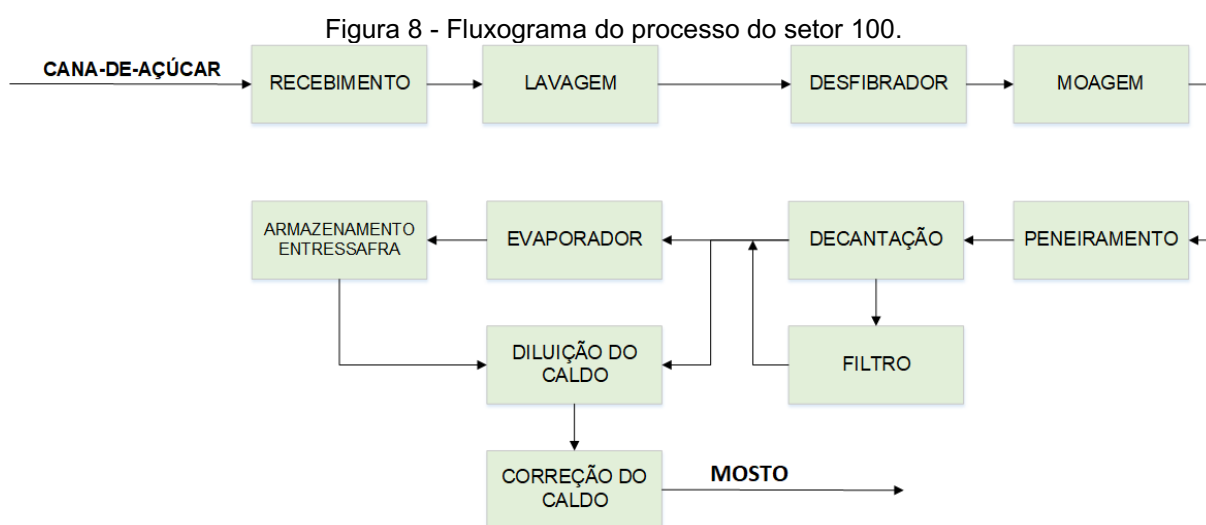 Figura 8 - Fluxograma do processo do setor 100.
CANA-DE-AÇÚCAR
RECEBIMENTO
LAVAGEM
DESFIBRADOR
MOAGEM
PENEIRAMENTO
DECANTAÇÃO
EVAPORADOR
ARMAZENAMENTO
ENTRESSAFRA
FILTRO
DILUIÇÃO DO
CALDO
CORREÇÃO DO
CALDO
MOSTO